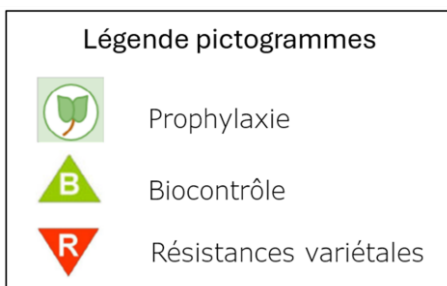 Légende pictogrammes
Prophylaxie
B
Biocontrôle
R
Résistances variétales